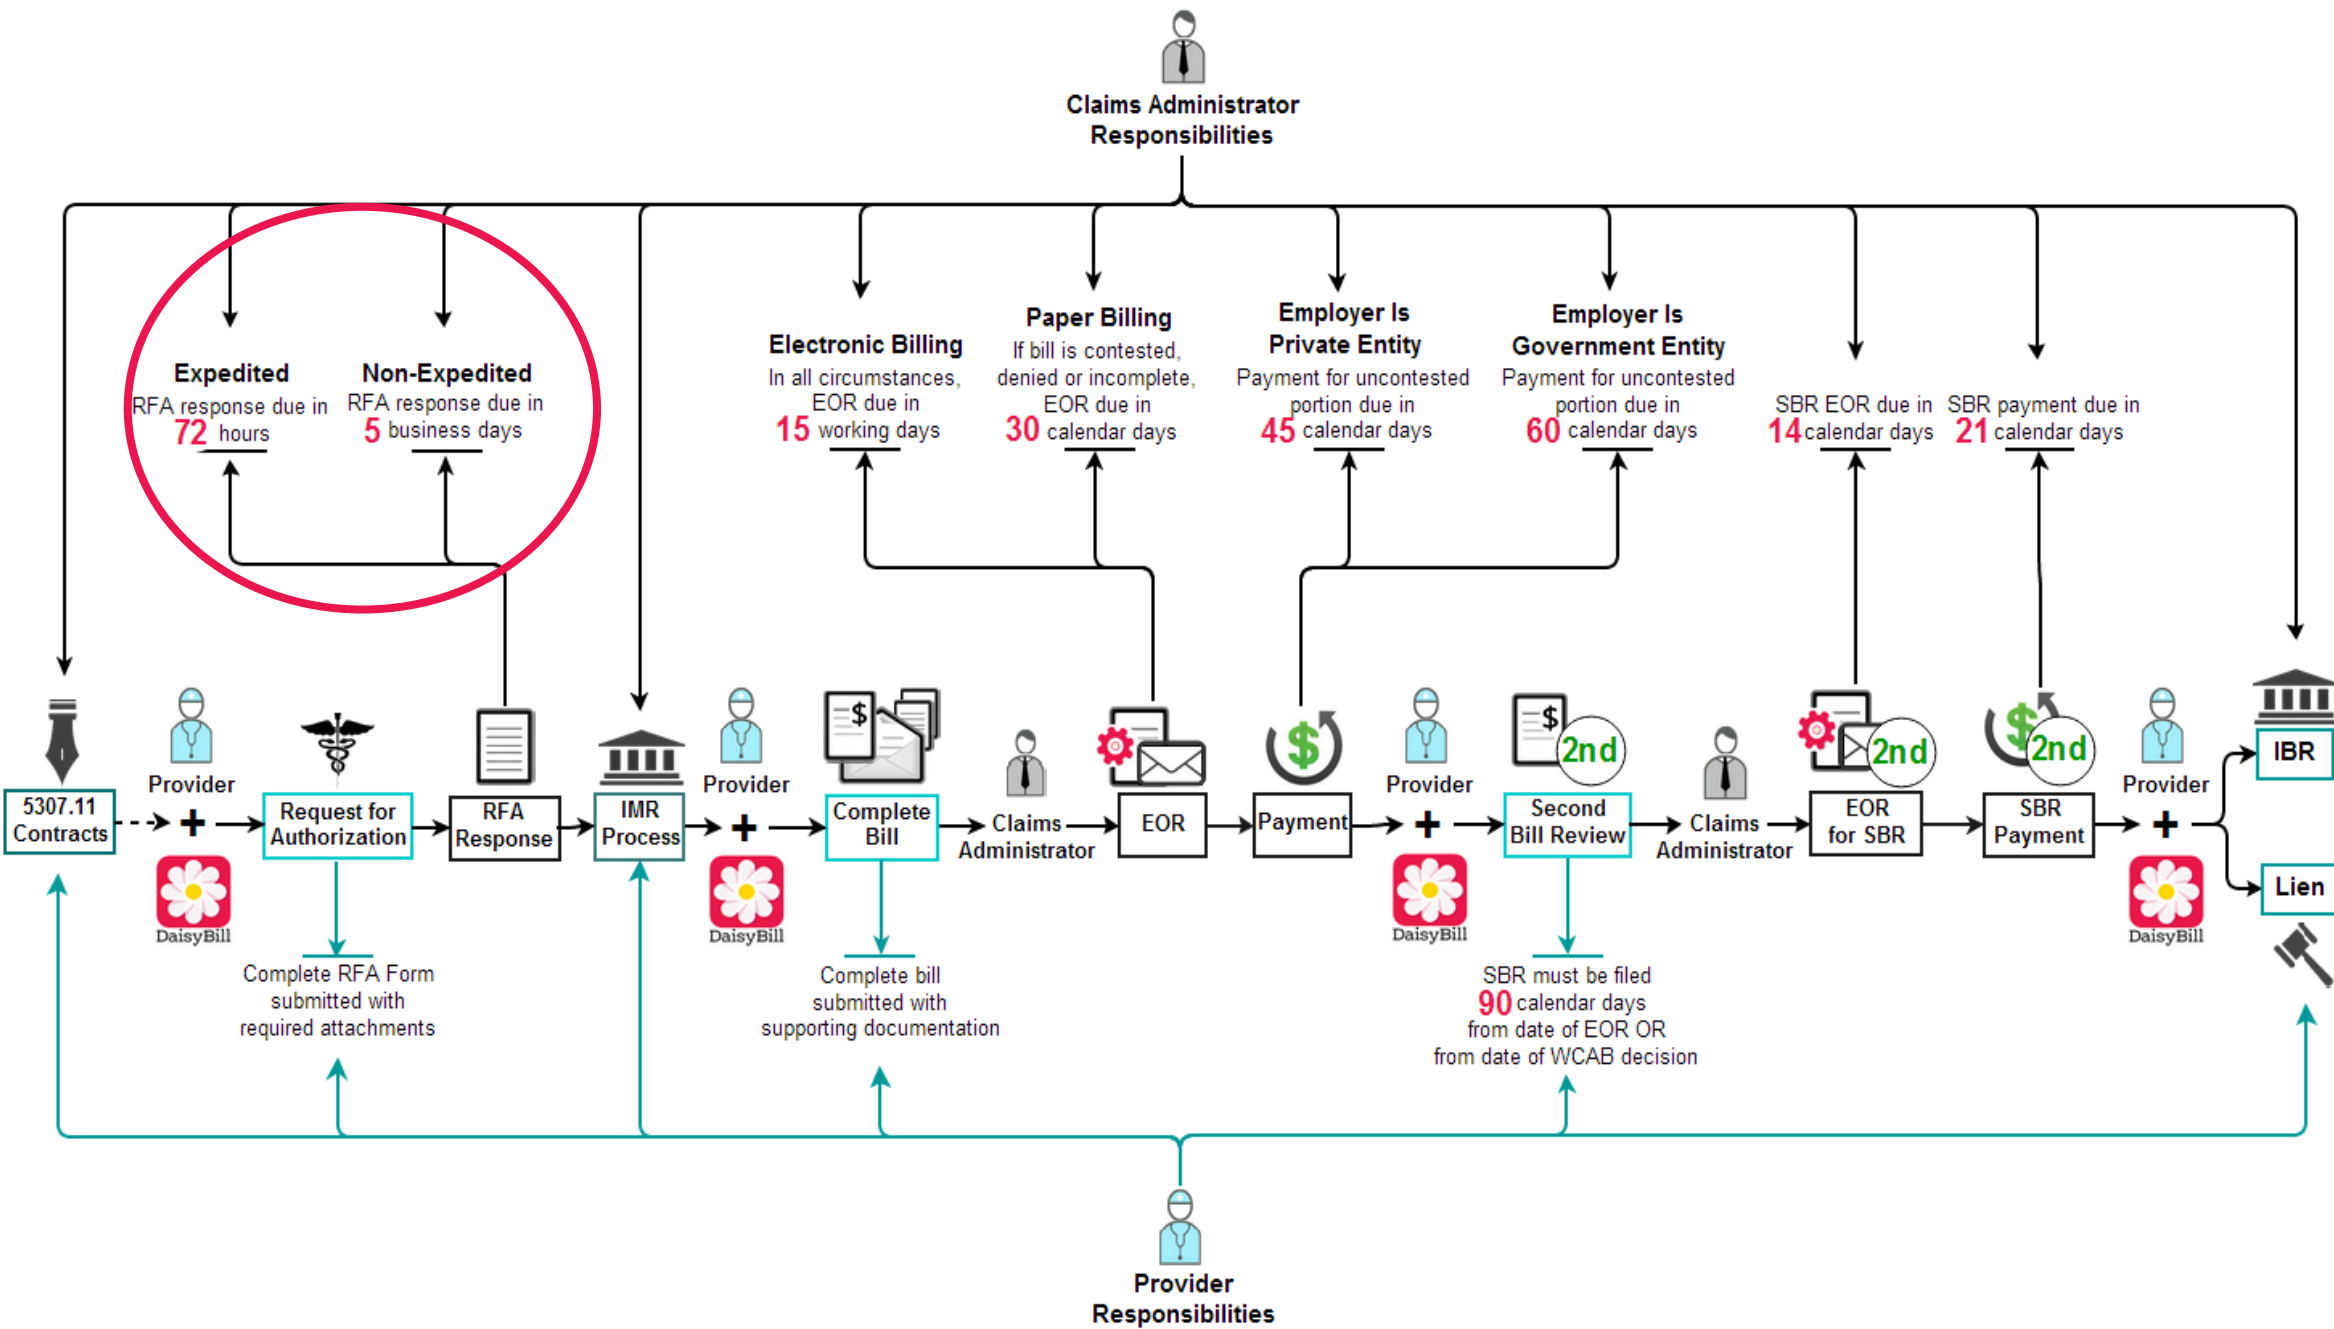 Claims Administrator
Responsibilities
Expedited
RFA response due in
72 hours
Non-Expedited
RFA response due in
5 business days
Electronic Billing
In all circumstances,
EOR due in
15 working days
Paper Billing
If bill is contested,
denied or incomplete,
EOR due in
30 calendar days
Employer Is
Private Entity
Payment for uncontested
portion due in
45 calendar days
Employer Is
Government Entity
Payment for uncontested
portion due in
60 calendar days
SBR EOR due in
14 calendar days
SBR payment due in
21 calendar days
5307.11
Contracts
Provider
+
DaisyBill
Request for
Authorization
RFA
Response
IMR
Process
Provider
+
DaisyBill
$
Complete
Bill
Claims
Administrator
EOR
$
Payment
Provider
+
DaisyBill
$
2nd
Second
Bill Review
Claims
Administrator
2nd
EOR
for SBR
$
2nd
SBR
Payment
Provider
+
DaisyBill
IBR
Lien
Complete RFA Form
submitted with
required attachments
Complete bill
submitted with
supporting documentation
SBR must be filed
90 calendar days
from date of EOR OR
from date of WCAB decision
Provider
Responsibilities